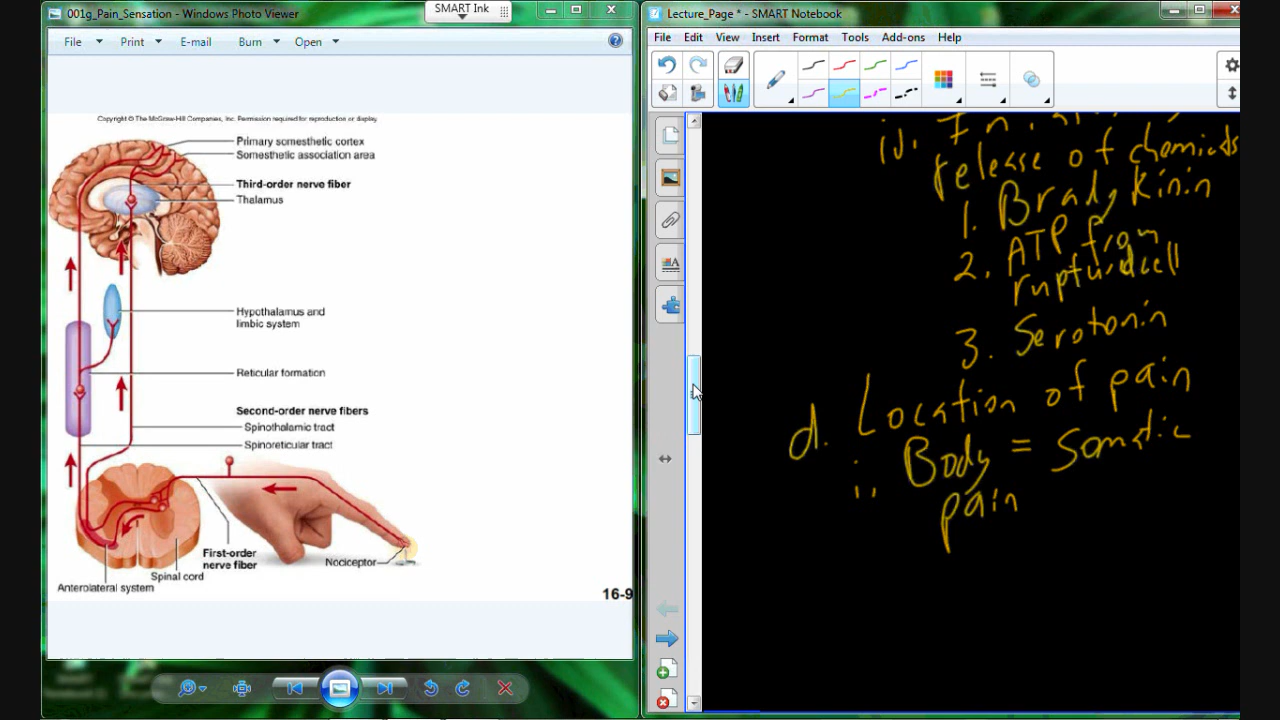 001g_Pain_Sensation - Windows Photo Viewer
SMART Ink
File Print E-mail Burn Open
Copyright © The McGraw-Hill Companies, Inc. Permission required for reproduction or display.
Primary somesthetic cortex
Somesthetic association area
Third-order nerve fiber
Thalamus
Hypothalamus and
limbic system
Reticular formation
Second-order nerve fibers
Spinothalamic tract
Spinoreticular tract
First-order
nerve fiber
Nociceptor
Spinal cord
Anterolateral system
16-9
Lecture_Page * - SMART Notebook
File Edit View Insert Format Tools Add-ons Help
iv.
release of chemicals
1. Bradykinin
2. ATP from
ruptured cell
3. Serotonin
d. Location of pain
i. Body = Somatic
pain